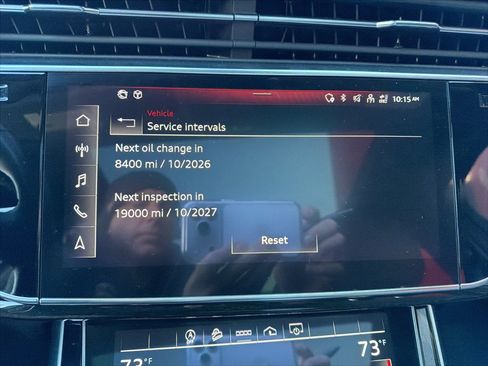 10:15 AM
Vehicle
Service intervals
Next oil change in
8400 mi / 10/2026
Next inspection in
19000 mi / 10/2027
Reset
73°F
73°F